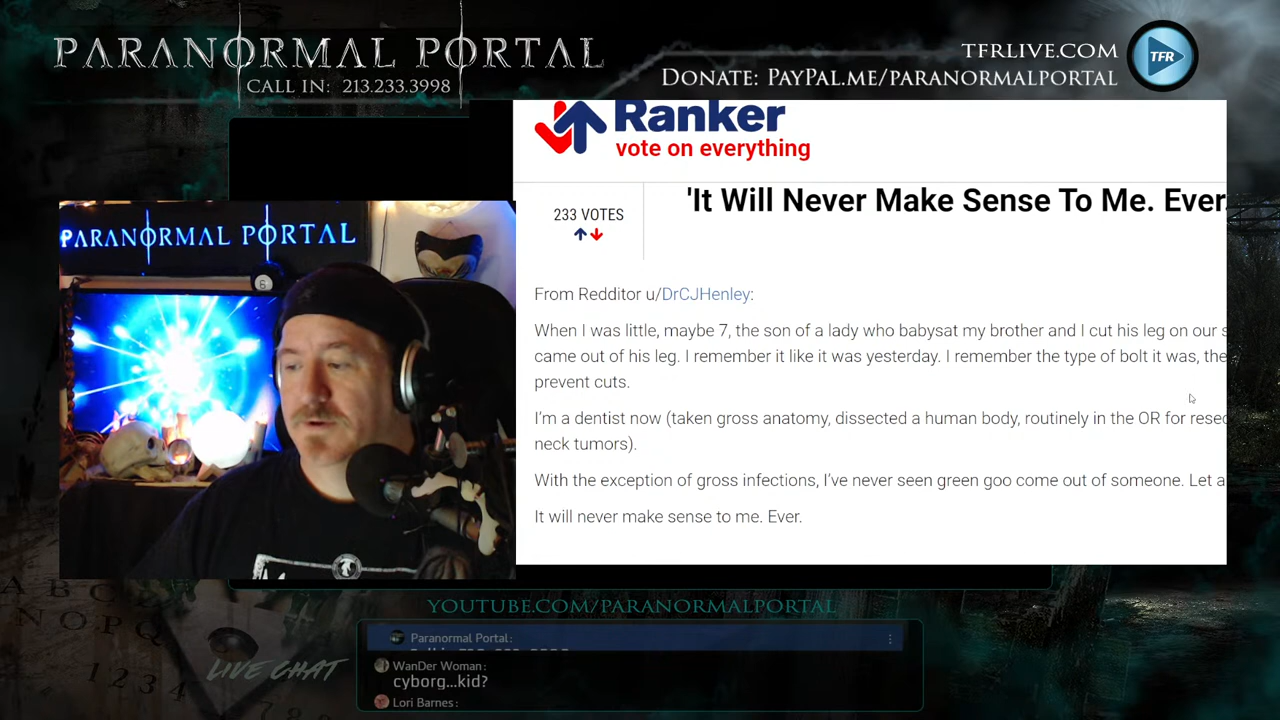 PARANORMAL PORTAL
CALL IN: 213.233.3998
TFRLIVE.COM
DONATE: PAYPAL.ME/PARANORMALPORTAL
TFR
Ranker
vote on everything
233 VOTES
'It Will Never Make Sense To Me. Ever.
From Redditor u/DrCJHenley:
When I was little, maybe 7, the son of a lady who babysat my brother and I cut his leg on our s
came out of his leg. I remember it like it was yesterday. I remember the type of bolt it was, the
prevent cuts.
I'm a dentist now (taken gross anatomy, dissected a human body, routinely in the OR for resec
neck tumors).
With the exception of gross infections, I've never seen green goo come out of someone. Let a
It will never make sense to me. Ever.
PARANORMAL PORTAL
6
YOUTUBE.COM/PARANORMALPORTAL
A B C D
N O P Q
1 2 3 4
LIVE CHAT
Paranormal Portal:
WanDer Woman:
cyborg...kid?
Lori Barnes: